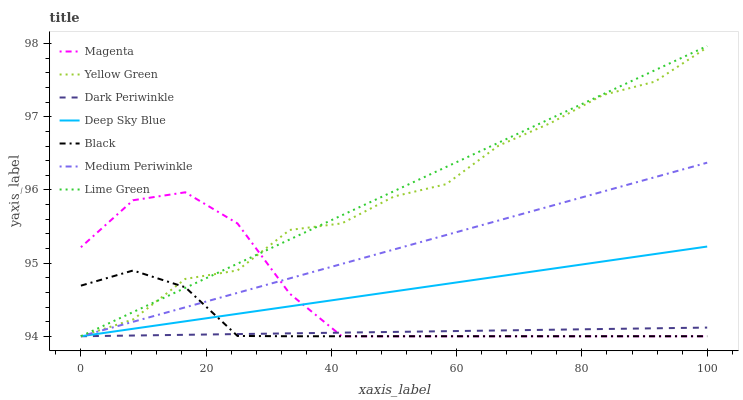 title
Magenta
Yellow Green
Dark Periwinkle
Deep Sky Blue
Black
Medium Periwinkle
Lime Green
yaxis_label
98
97
96
95
94
0
20
40
60
80
100
xaxis_label